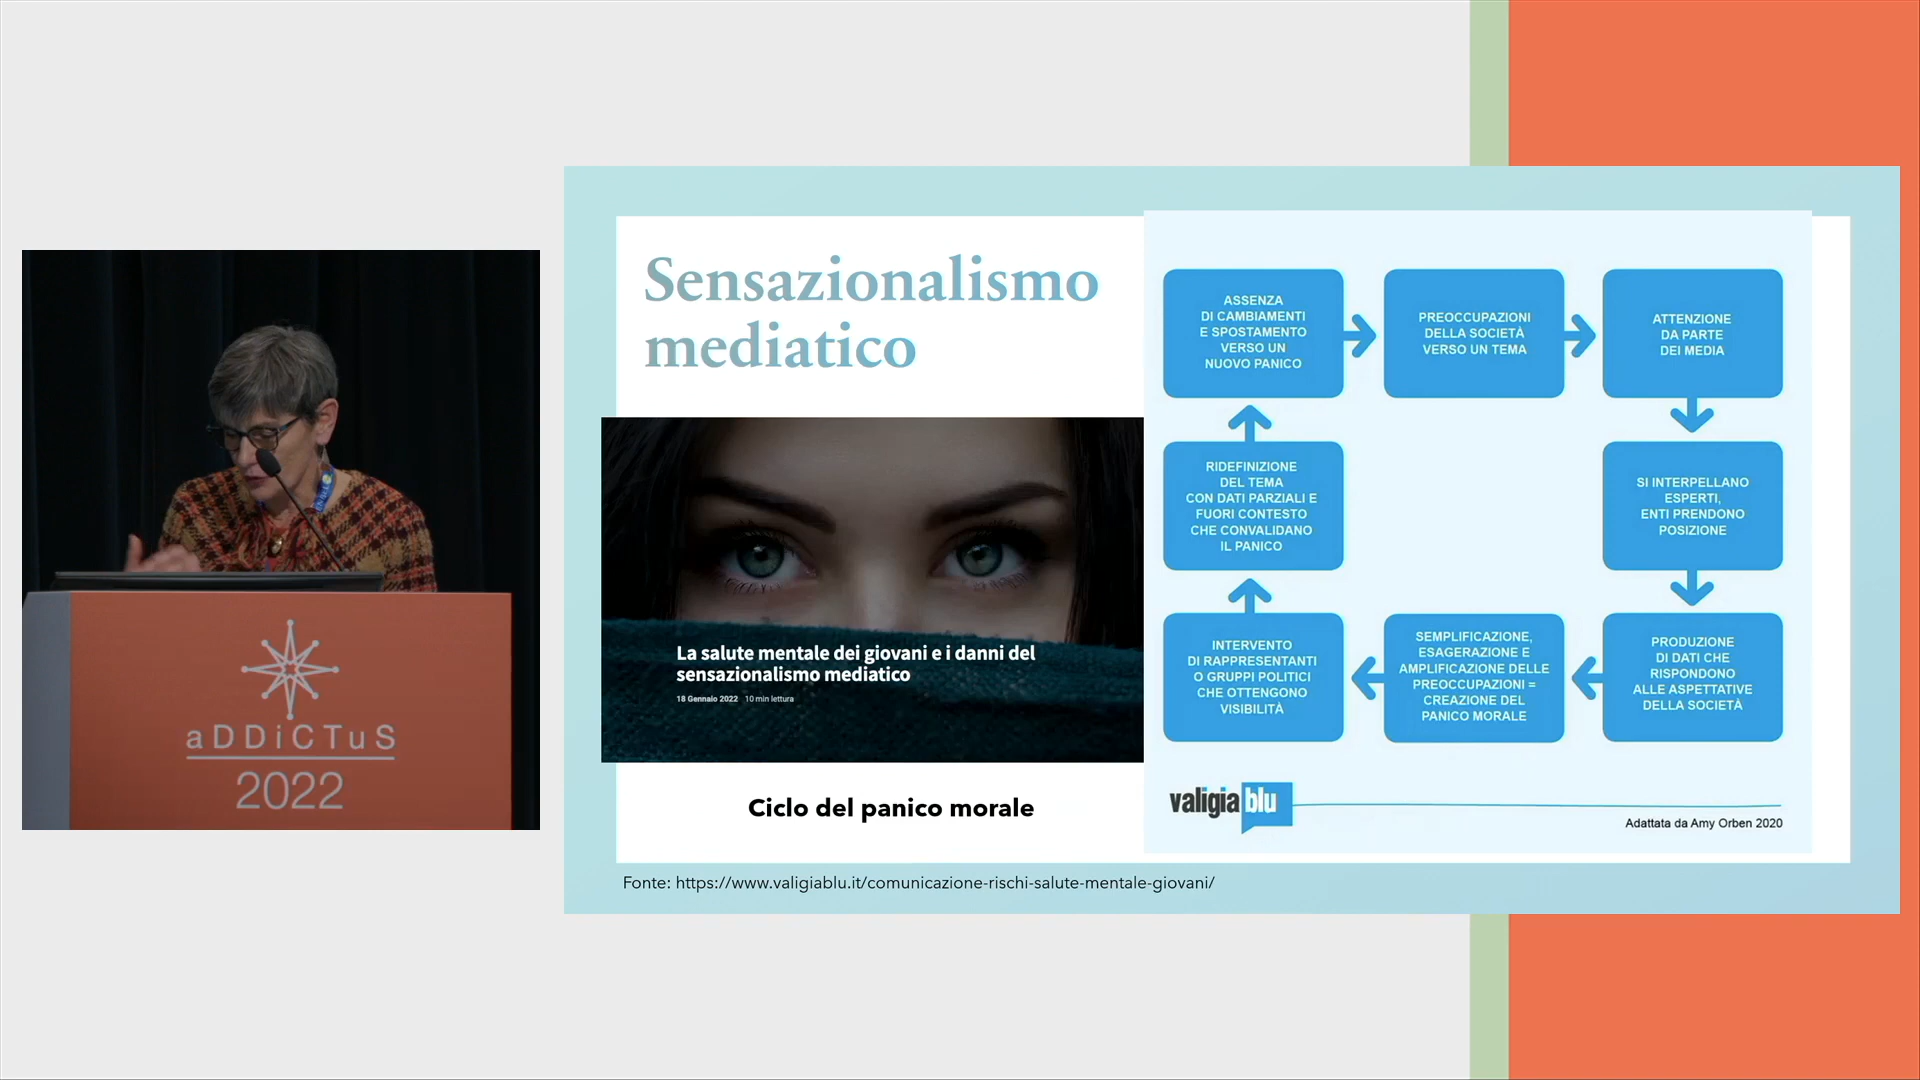 Sensazionalismo
mediatico
La salute mentale dei giovani e i danni del
sensazionalismo mediatico
18 Gennaio 2022 10 min lettura
Ciclo del panico morale
ASSENZA
DI CAMBIAMENTI
E SPOSTAMENTO
VERSO UN
NUOVO PANICO
PREOCCUPAZIONI
DELLA SOCIETÀ
VERSO UN TEMA
ATTENZIONE
DA PARTE
DEI MEDIA
SI INTERPELLANO
ESPERTI,
ENTI PRENDONO
POSIZIONE
PRODUZIONE
DI DATI CHE
RISPONDONO
ALLE ASPETTATIVE
DELLA SOCIETÀ
SEMPLIFICAZIONE,
ESAGERAZIONE E
AMPLIFICAZIONE DELLE
PREOCCUPAZIONI =
CREAZIONE DEL
PANICO MORALE
INTERVENTO
DI RAPPRESENTANTI
O GRUPPI POLITICI
CHE OTTENGONO
VISIBILITÀ
RIDEFINIZIONE
DEL TEMA
CON DATI PARZIALI E
FUORI CONTESTO
CHE CONVALIDANO
IL PANICO
valigia blu
Adattata da Amy Orben 2020
Fonte: https://www.valigiablu.it/comunicazione-rischi-salute-mentale-giovani/
aDDiCTuS
2022